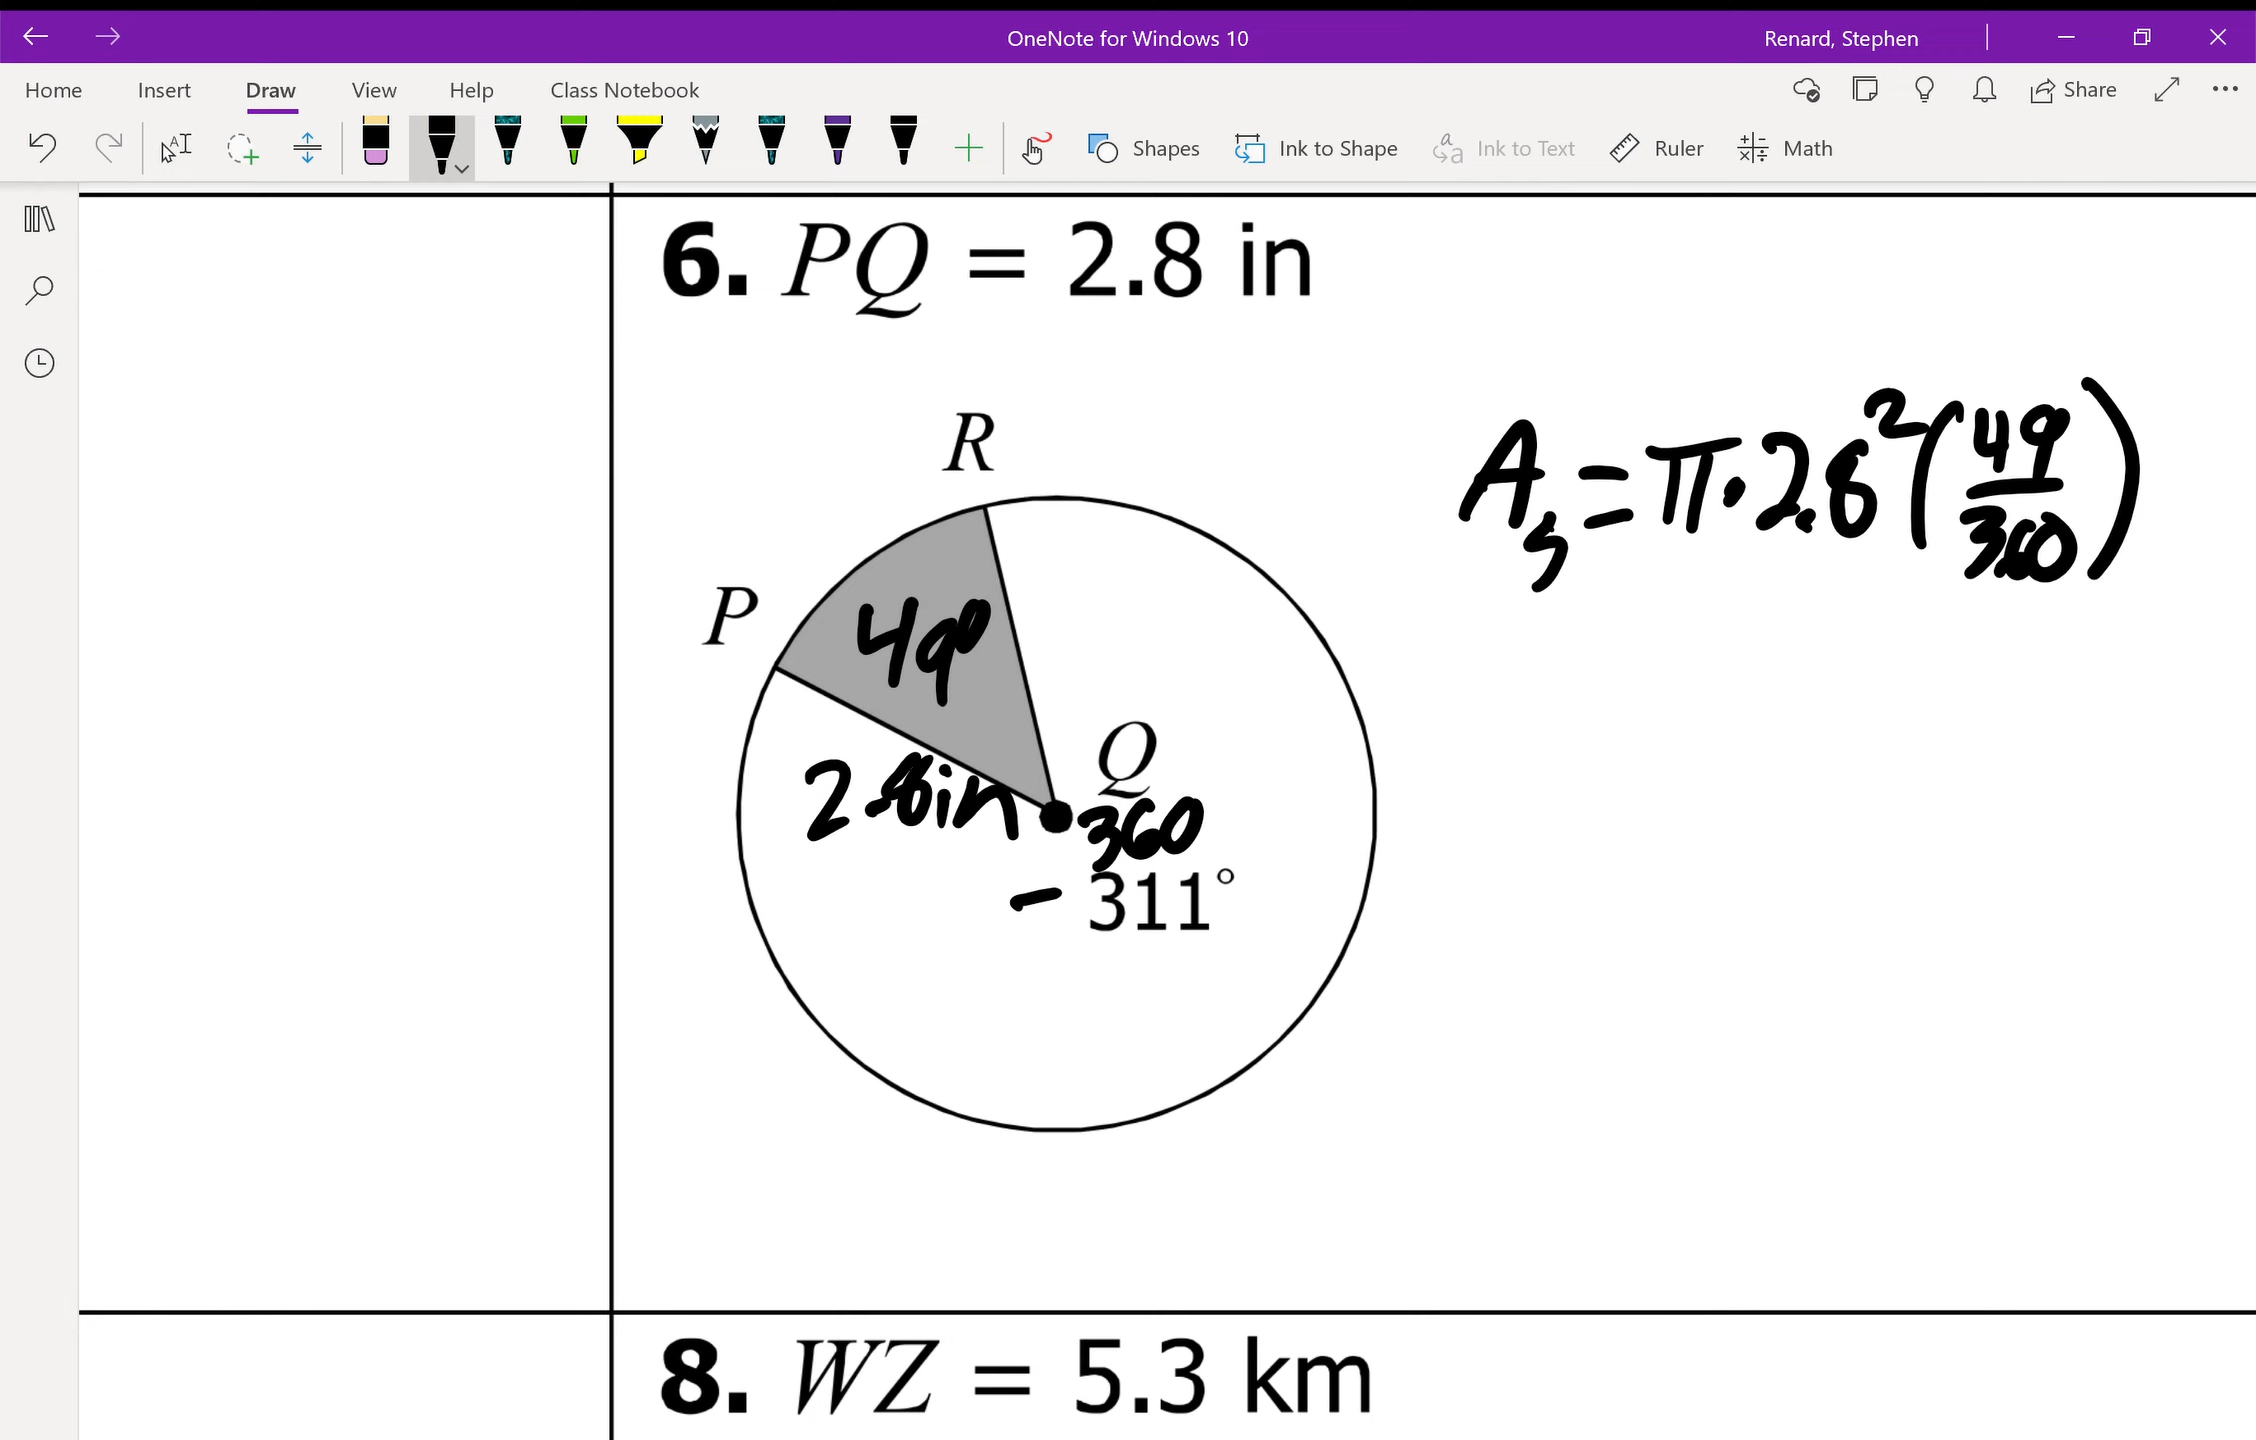 OneNote for Windows 10
Renard, Stephen
Home Insert Draw View Help Class Notebook
Share
Shapes Ink to Shape Ink to Text Ruler Math
6. PQ = 2.8 in
R
P
49°
Q
2.8in
360
- 311°
A_s = π·2.8²(49/360)
8. WZ = 5.3 km